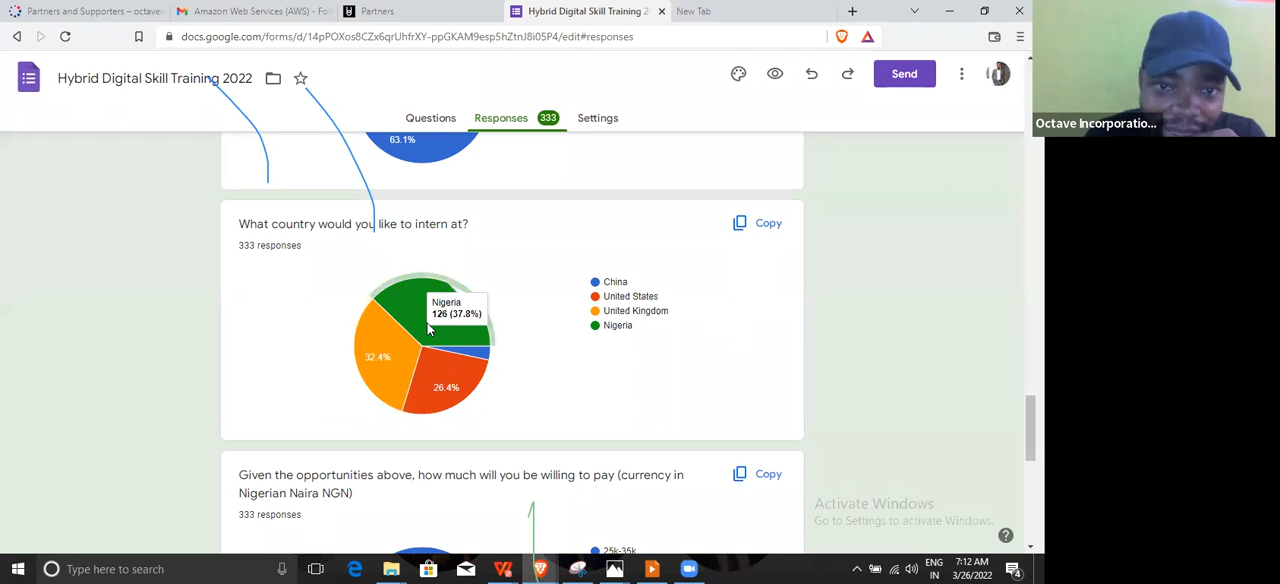 Partners and Supporters – octave
Amazon Web Services (AWS) - Foll
Partners
Hybrid Digital Skill Training 2
New Tab
docs.google.com/forms/d/14pPOXos8CZx6qrUhfrXY-ppGKAM9esp5hZtnJ8i05P4/edit#responses
Hybrid Digital Skill Training 2022
Send
Questions
Responses 333
Settings
63.1%
Octave Incorporatio...
What country would you like to intern at?
Copy
333 responses
Nigeria
126 (37.8%)
32.4%
26.4%
China
United States
United Kingdom
Nigeria
Given the opportunities above, how much will you be willing to pay (currency in
Nigerian Naira NGN)
Copy
333 responses
25k-35k
Activate Windows
Go to Settings to activate Windows.
Type here to search
ENG
IN
7:12 AM
3/26/2022
4